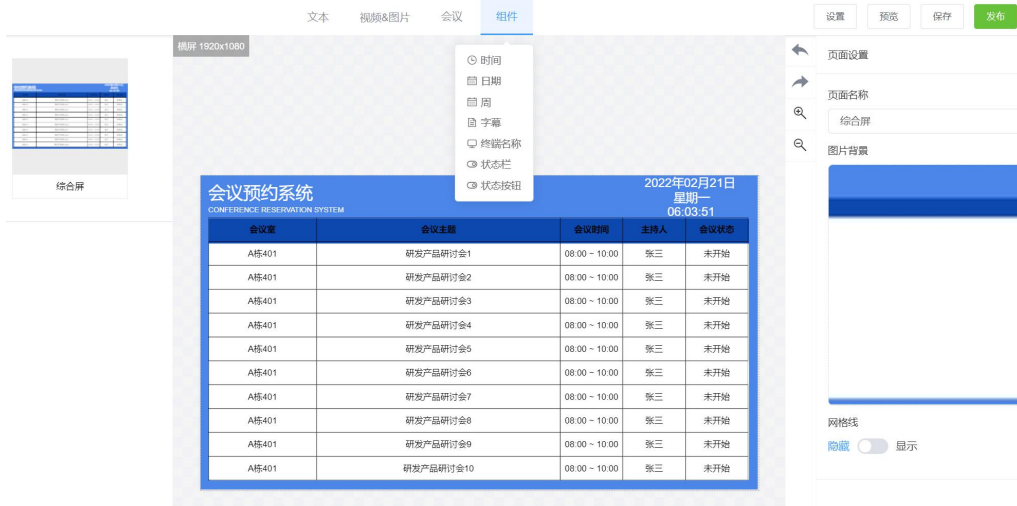 文本 视频&图片 会议 组件 设置 预览 保存 发布
横屏 1920x1080
时间
日期
周
字幕
终端名称
状态栏
状态按钮
综合屏
会议预约系统
CONFERENCE RESERVATION SYSTEM
2022年02月21日
星期一
06:03:51
会议室 会议主题 会议时间 主持人 会议状态
A栋401 研发产品研讨会1 08:00 ~ 10:00 张三 未开始
A栋401 研发产品研讨会2 08:00 ~ 10:00 张三 未开始
A栋401 研发产品研讨会3 08:00 ~ 10:00 张三 未开始
A栋401 研发产品研讨会4 08:00 ~ 10:00 张三 未开始
A栋401 研发产品研讨会5 08:00 ~ 10:00 张三 未开始
A栋401 研发产品研讨会6 08:00 ~ 10:00 张三 未开始
A栋401 研发产品研讨会7 08:00 ~ 10:00 张三 未开始
A栋401 研发产品研讨会8 08:00 ~ 10:00 张三 未开始
A栋401 研发产品研讨会9 08:00 ~ 10:00 张三 未开始
A栋401 研发产品研讨会10 08:00 ~ 10:00 张三 未开始
页面设置
页面名称
综合屏
图片背景
网格线
隐藏 显示